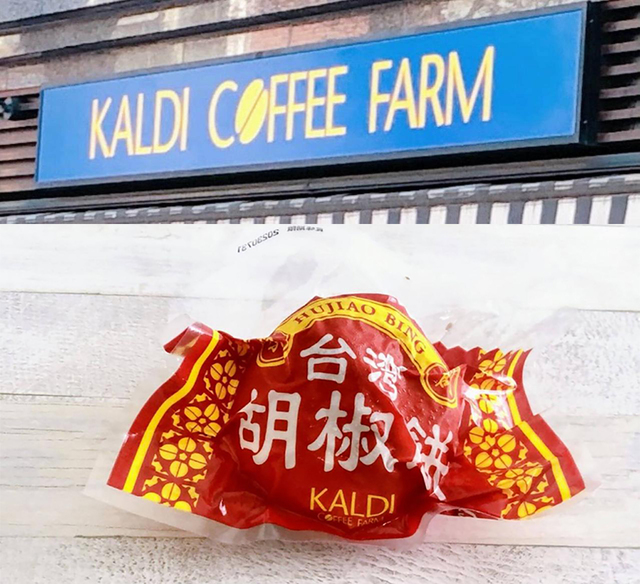 KALDI COFFEE FARM
HUJIAO BING
台湾
胡椒餅
KALDI
COFFEE FARM